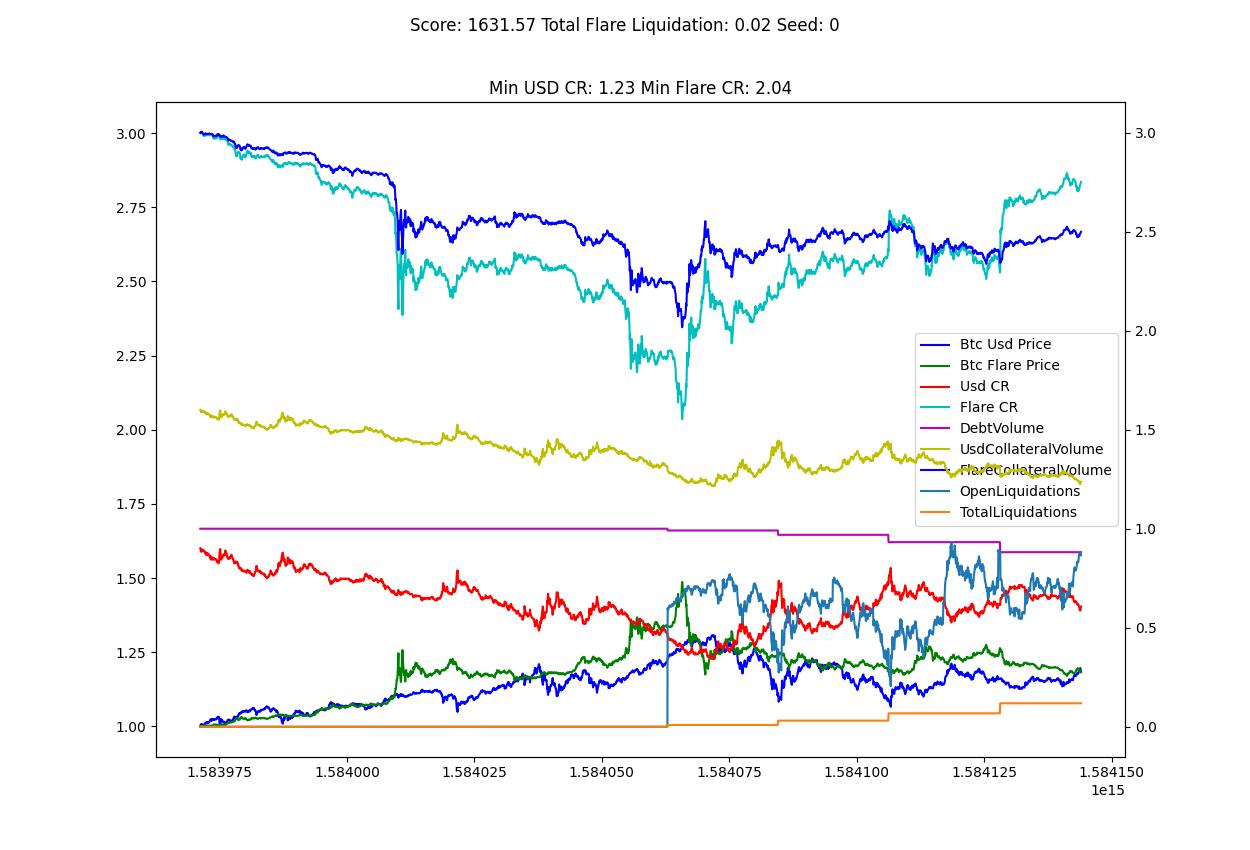 Score: 1631.57 Total Flare Liquidation: 0.02 Seed: 0
Min USD CR: 1.23 Min Flare CR: 2.04
3.00
2.75
2.50
2.25
2.00
1.75
1.50
1.25
1.00
3.0
2.5
2.0
1.5
1.0
0.5
0.0
Btc Usd Price
Btc Flare Price
Usd CR
Flare CR
DebtVolume
UsdCollateralVolume
FlareCollateralVolume
OpenLiquidations
TotalLiquidations
1.583975 1.584000 1.584025 1.584050 1.584075 1.584100 1.584125 1.584150
1e15